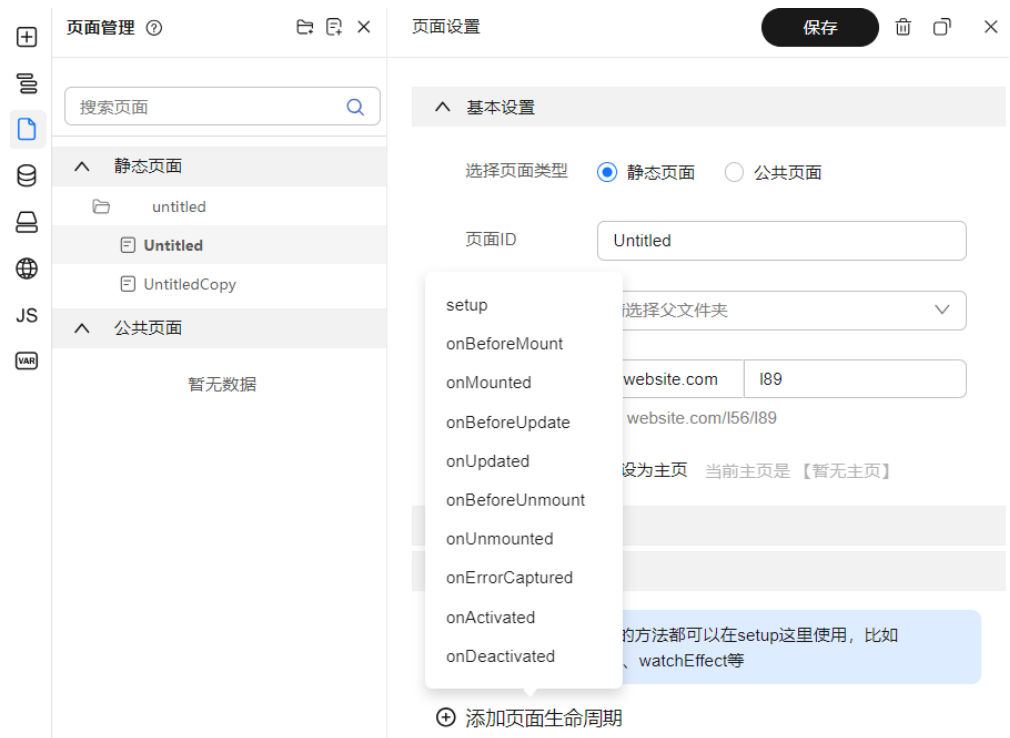 页面管理
页面设置
保存
搜索页面
静态页面
untitled
Untitled
UntitledCopy
公共页面
暂无数据
JS
VAR
基本设置
选择页面类型 静态页面 公共页面
页面ID Untitled
选择父文件夹
website.com l89
website.com/l56/l89
设为主页 当前主页是 【暂无主页】
setup
onBeforeMount
onMounted
onBeforeUpdate
onUpdated
onBeforeUnmount
onUnmounted
onErrorCaptured
onActivated
onDeactivated
的方法都可以在setup这里使用，比如
、watchEffect等
添加页面生命周期